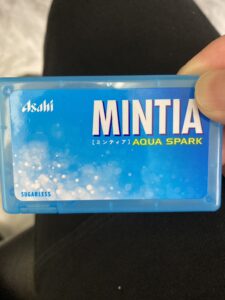 Asahi
MINTIA
[ミンティア] AQUA SPARK
SUGARLESS